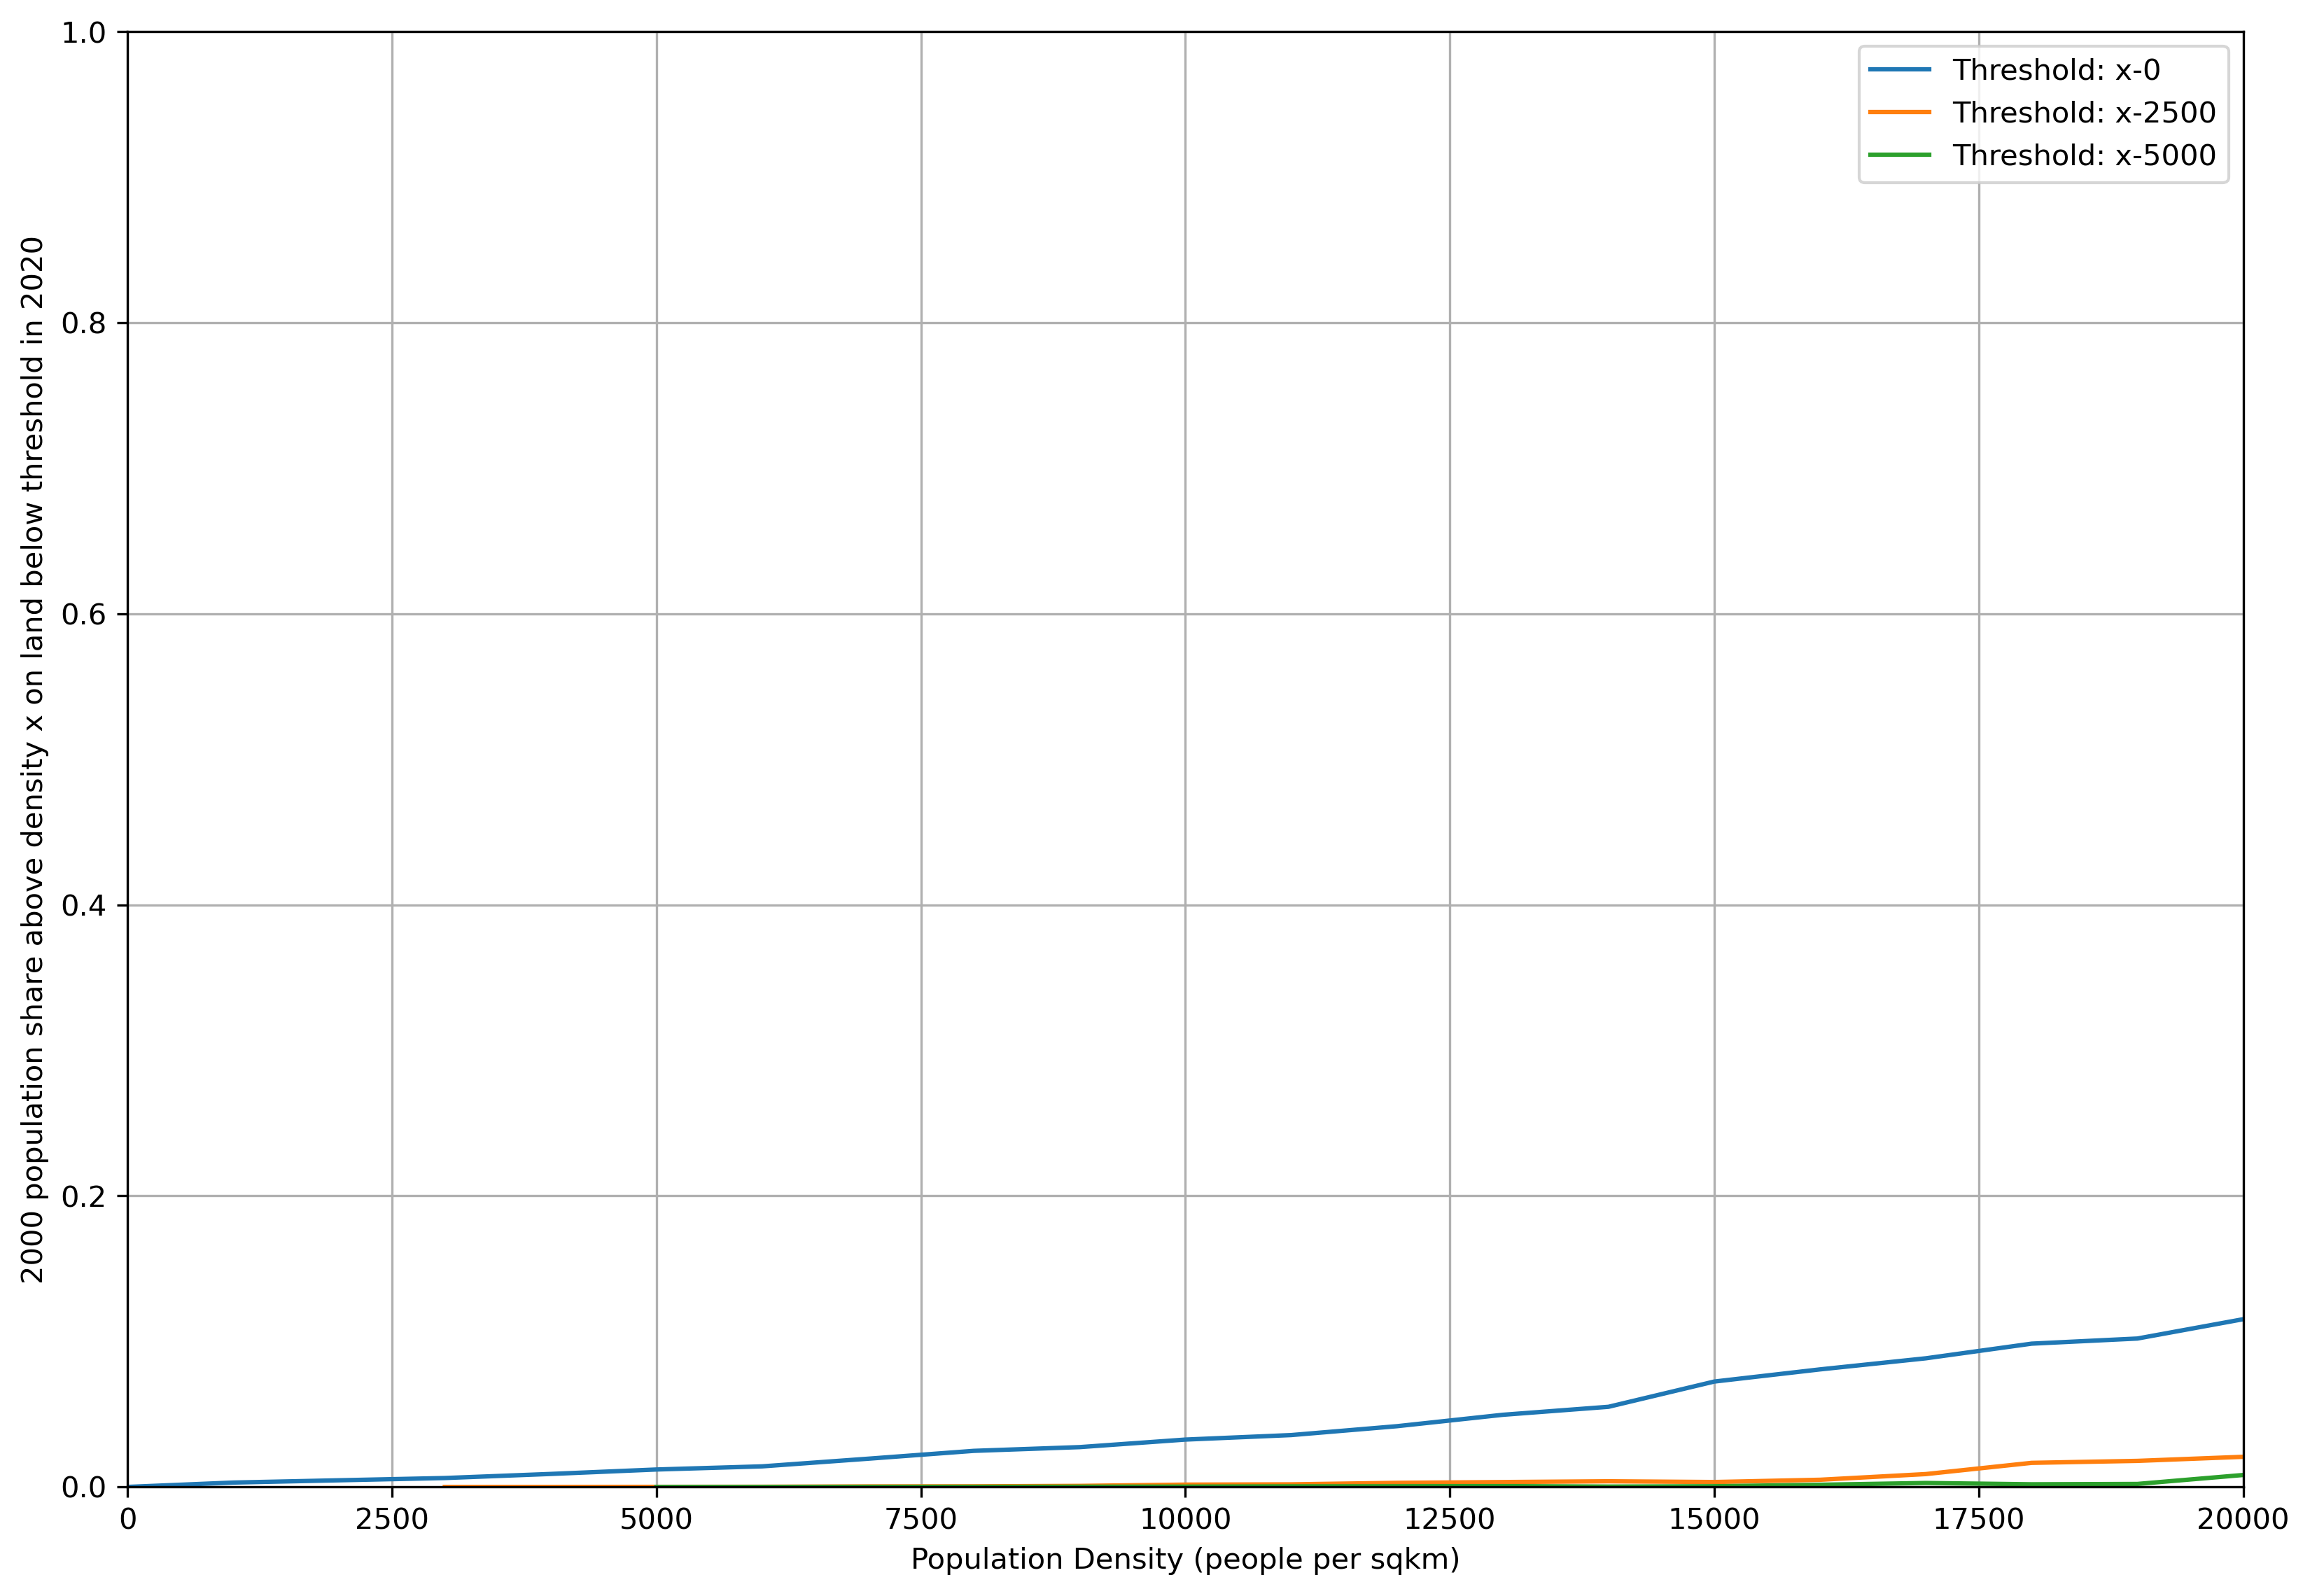 2000 population share above density x on land below threshold in 2020
1.0
0.8
0.6
0.4
0.2
0.0
Threshold: x-0
Threshold: x-2500
Threshold: x-5000
0 2500 5000 7500 10000 12500 15000 17500 20000
Population Density (people per sqkm)